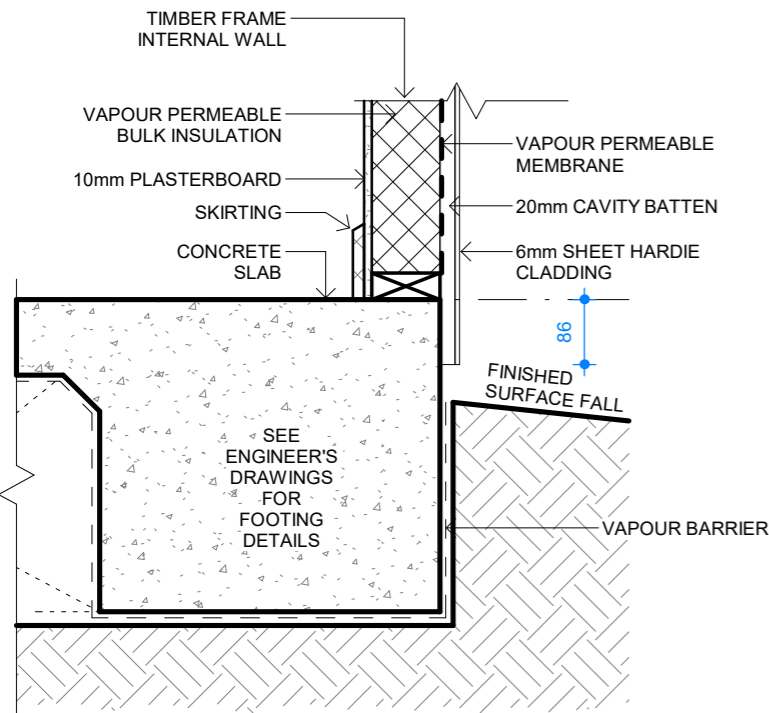 TIMBER FRAME
INTERNAL WALL
VAPOUR PERMEABLE
BULK INSULATION
10mm PLASTERBOARD
SKIRTING
CONCRETE
SLAB
VAPOUR PERMEABLE
MEMBRANE
20mm CAVITY BATTEN
6mm SHEET HARDIE
CLADDING
86
FINISHED
SURFACE FALL
SEE
ENGINEER'S
DRAWINGS
FOR
FOOTING
DETAILS
VAPOUR BARRIER